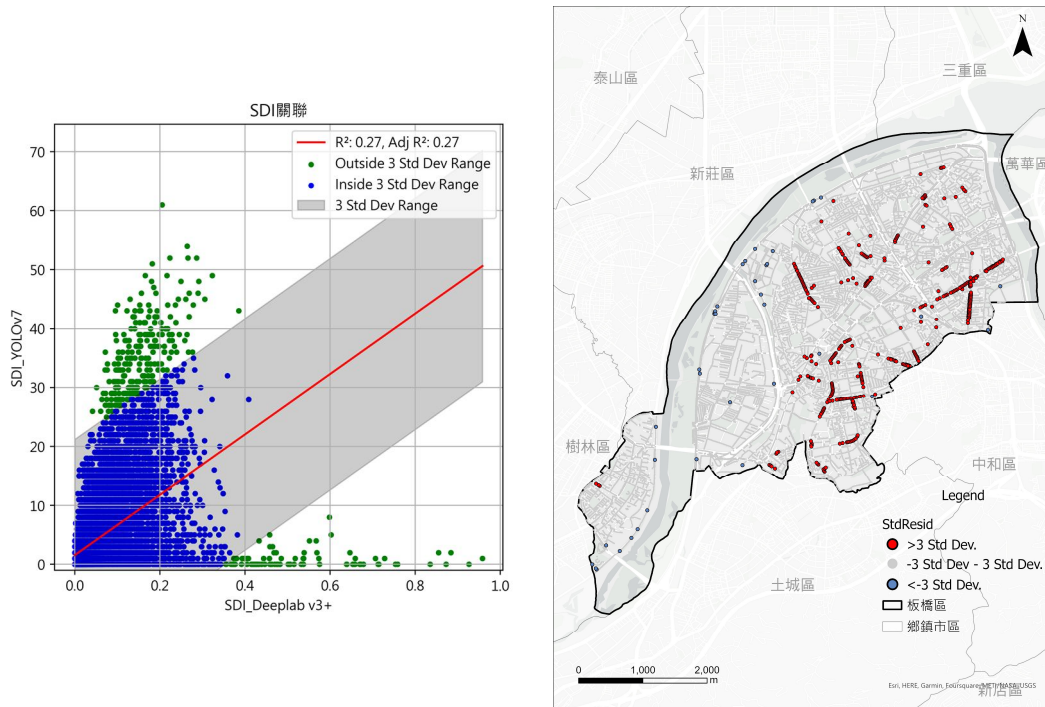 SDI關聯
R²: 0.27, Adj R²: 0.27
Outside 3 Std Dev Range
Inside 3 Std Dev Range
3 Std Dev Range
70
60
50
40
30
20
10
0
SDI_YOLOv7
0.0 0.2 0.4 0.6 0.8 1.0
SDI_Deeplab v3+
N
泰山區
三重區
新莊區
萬華區
樹林區
中和區
土城區
新店區
Legend
StdResid
>3 Std Dev.
-3 Std Dev - 3 Std Dev.
<-3 Std Dev.
板橋區
鄉鎮市區
0 1,000 2,000
m
Esri, HERE, Garmin, Foursquare, METI/NASA, USGS